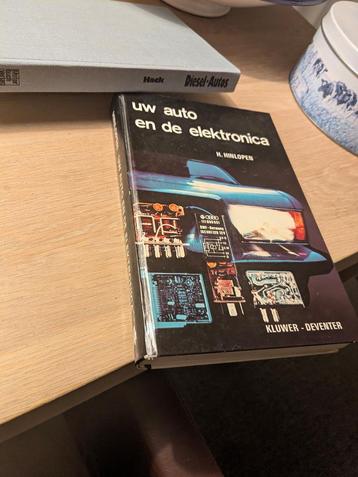 Hack
Diesel-Autos
uw auto
en de elektronica
H. HINLOPEN
KLUWER - DEVENTER